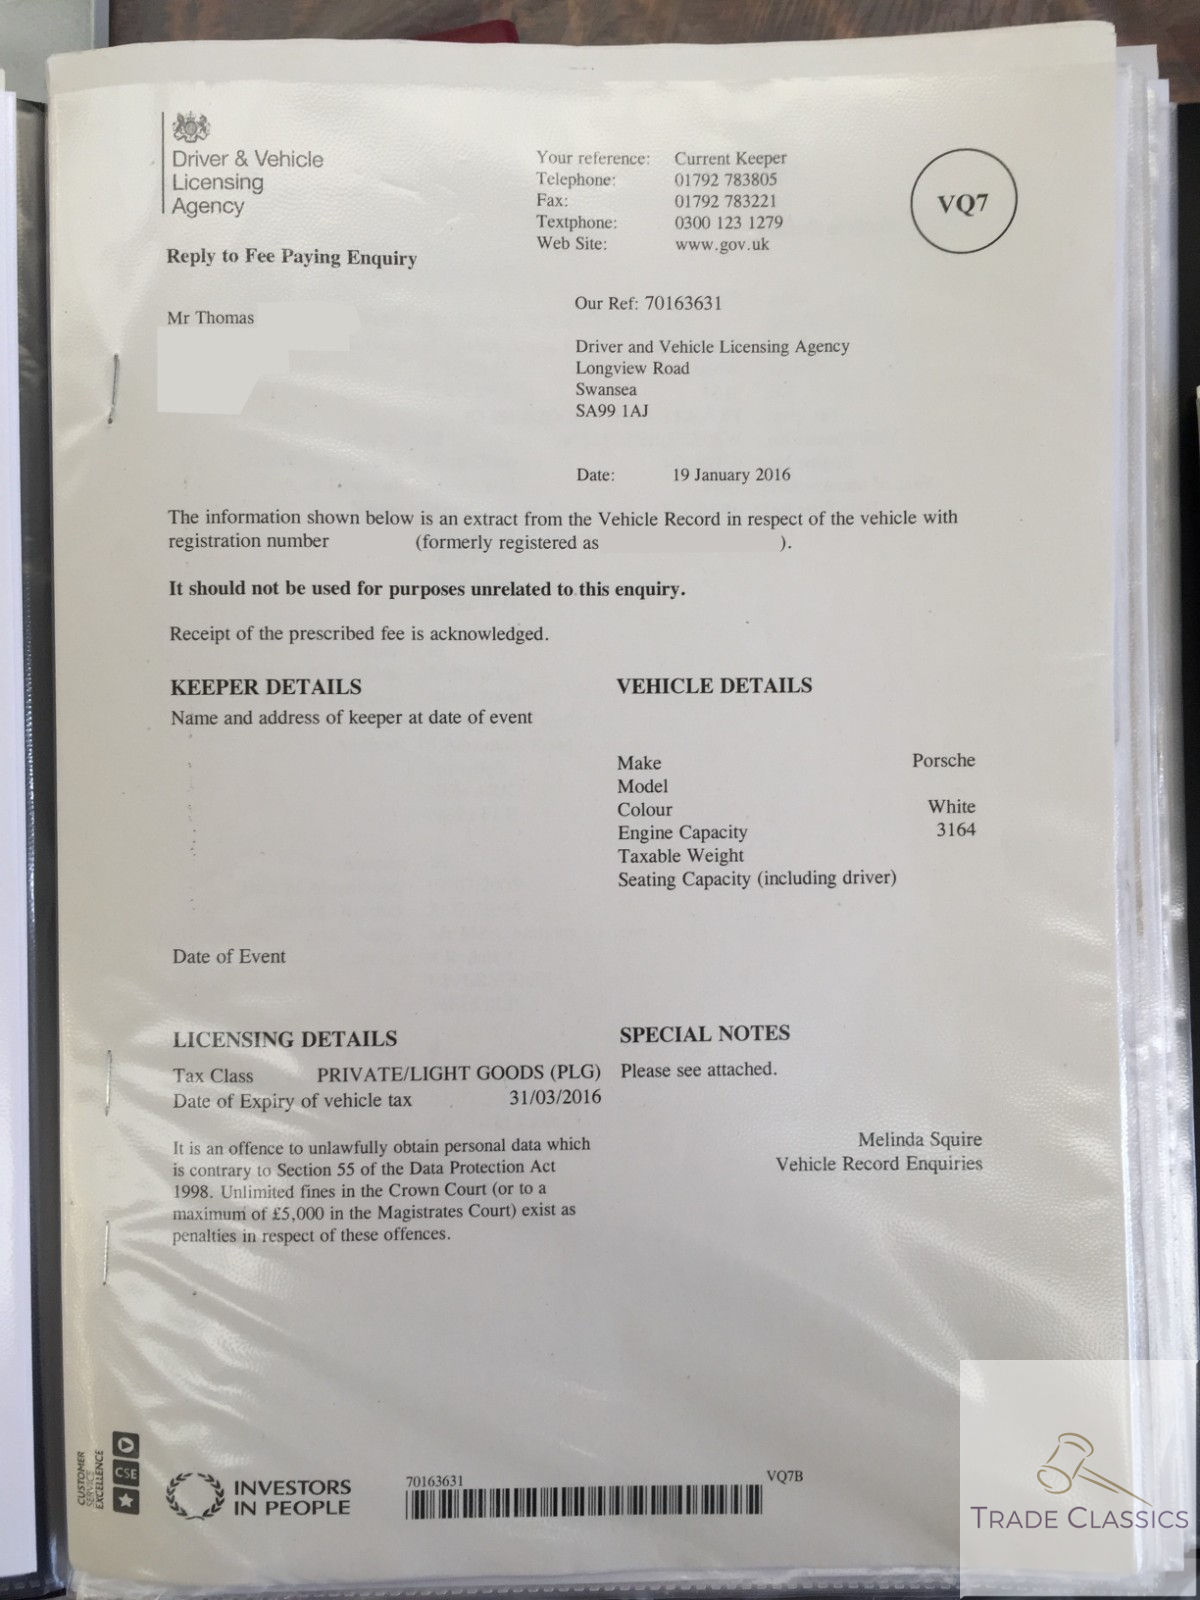 Driver & Vehicle
Licensing
Agency
Your reference: Current Keeper
Telephone: 01792 783805
Fax: 01792 783221
Textphone: 0300 123 1279
Web Site: www.gov.uk
VQ7
Reply to Fee Paying Enquiry
Our Ref: 70163631
Mr Thomas
Driver and Vehicle Licensing Agency
Longview Road
Swansea
SA99 1AJ
Date: 19 January 2016
The information shown below is an extract from the Vehicle Record in respect of the vehicle with
registration number (formerly registered as ).
It should not be used for purposes unrelated to this enquiry.
Receipt of the prescribed fee is acknowledged.
KEEPER DETAILS
Name and address of keeper at date of event
Date of Event
VEHICLE DETAILS
Make Porsche
Model
Colour White
Engine Capacity 3164
Taxable Weight
Seating Capacity (including driver)
LICENSING DETAILS
Tax Class PRIVATE/LIGHT GOODS (PLG)
Date of Expiry of vehicle tax 31/03/2016
It is an offence to unlawfully obtain personal data which
is contrary to Section 55 of the Data Protection Act
1998. Unlimited fines in the Crown Court (or to a
maximum of £5,000 in the Magistrates Court) exist as
penalties in respect of these offences.
SPECIAL NOTES
Please see attached.
Melinda Squire
Vehicle Record Enquiries
CUSTOMER
SERVICE
EXCELLENCE
CSE
INVESTORS
IN PEOPLE
70163631
VQ7B
TRADE CLASSICS